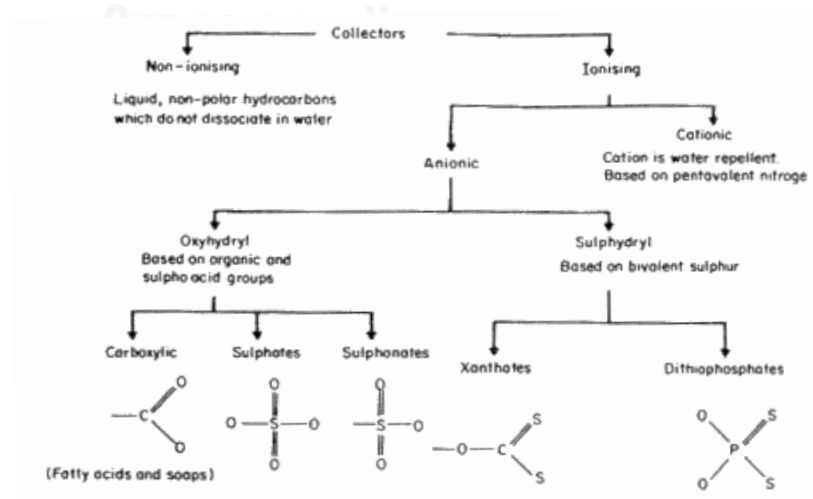 Collectors
Non-ionising
Ionising
Liquid, non-polar hydrocarbons
which do not dissociate in water
Cationic
Cation is water repellent.
Based on pentavalent nitroge
Anionic
Oxyhydryl
Based on organic and
sulpho acid groups
Sulphydryl
Based on bivalent sulphur
Carboxylic
Sulphates
Sulphonates
Xanthates
Dithiophosphates
O
C
O
O
O S O
O
O
S O
O
O C
S
S
O S
P
O S
(Fatty acids and soaps)